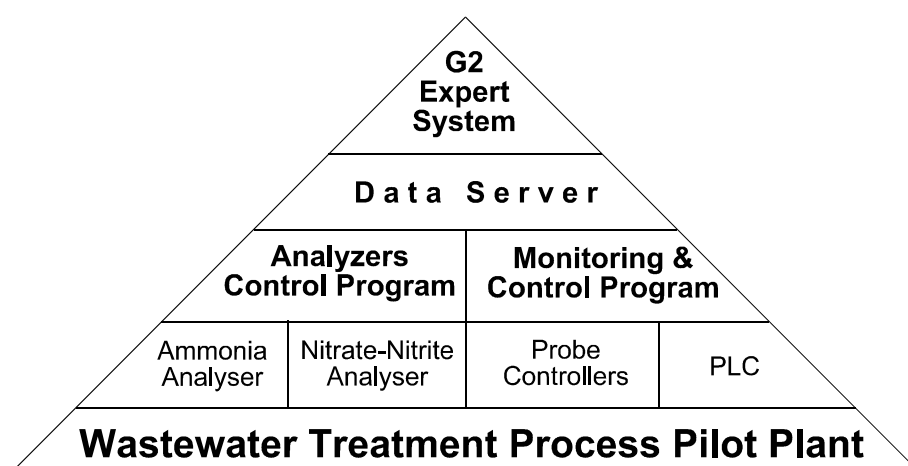 G2
Expert
System
Data Server
Analyzers
Control Program
Monitoring &
Control Program
Ammonia
Analyser
Nitrate-Nitrite
Analyser
Probe
Controllers
PLC
Wastewater Treatment Process Pilot Plant